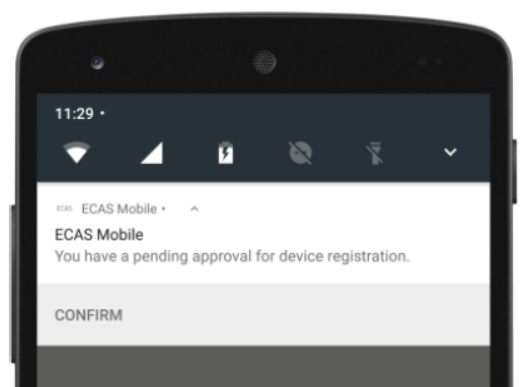 11:29 •
ECAS ECAS Mobile •
ECAS Mobile
You have a pending approval for device registration.
CONFIRM